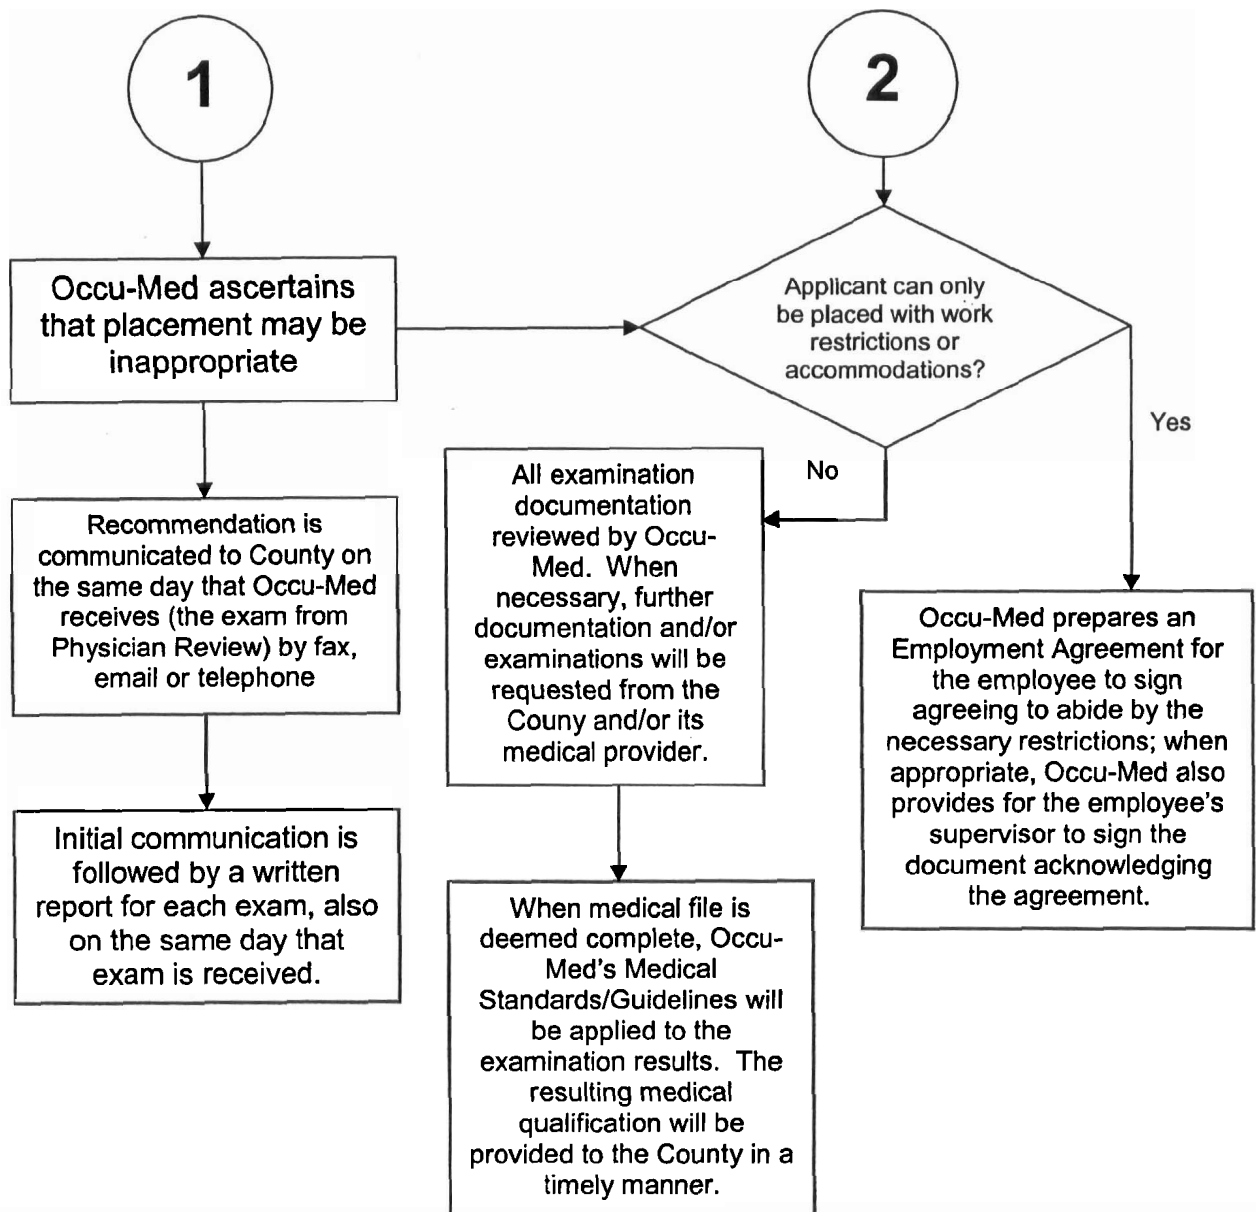 1
2
Occu-Med ascertains
that placement may be
inappropriate
Applicant can only
be placed with work
restrictions or
accommodations?
Yes
No
Recommendation is
communicated to County on
the same day that Occu-Med
receives (the exam from
Physician Review) by fax,
email or telephone
All examination
documentation
reviewed by Occu-
Med. When
necessary, further
documentation and/or
examinations will be
requested from the
Couny and/or its
medical provider.
Occu-Med prepares an
Employment Agreement for
the employee to sign
agreeing to abide by the
necessary restrictions; when
appropriate, Occu-Med also
provides for the employee's
supervisor to sign the
document acknowledging
the agreement.
Initial communication is
followed by a written
report for each exam, also
on the same day that
exam is received.
When medical file is
deemed complete, Occu-
Med's Medical
Standards/Guidelines will
be applied to the
examination results. The
resulting medical
qualification will be
provided to the County in a
timely manner.